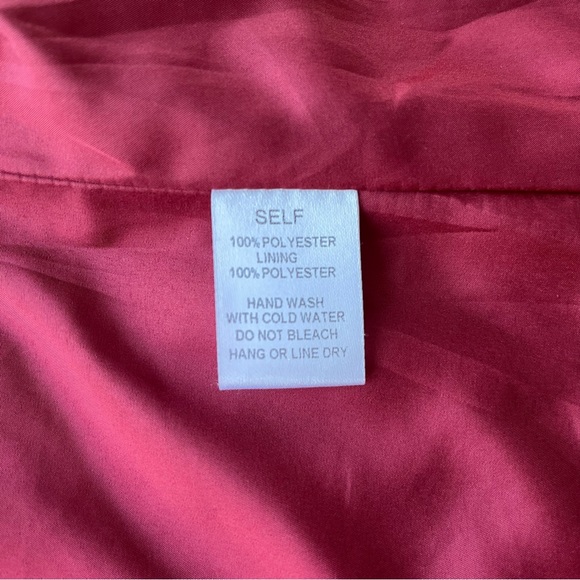 SELF
100% POLYESTER
LINING
100% POLYESTER
HAND WASH
WITH COLD WATER
DO NOT BLEACH
HANG OR LINE DRY